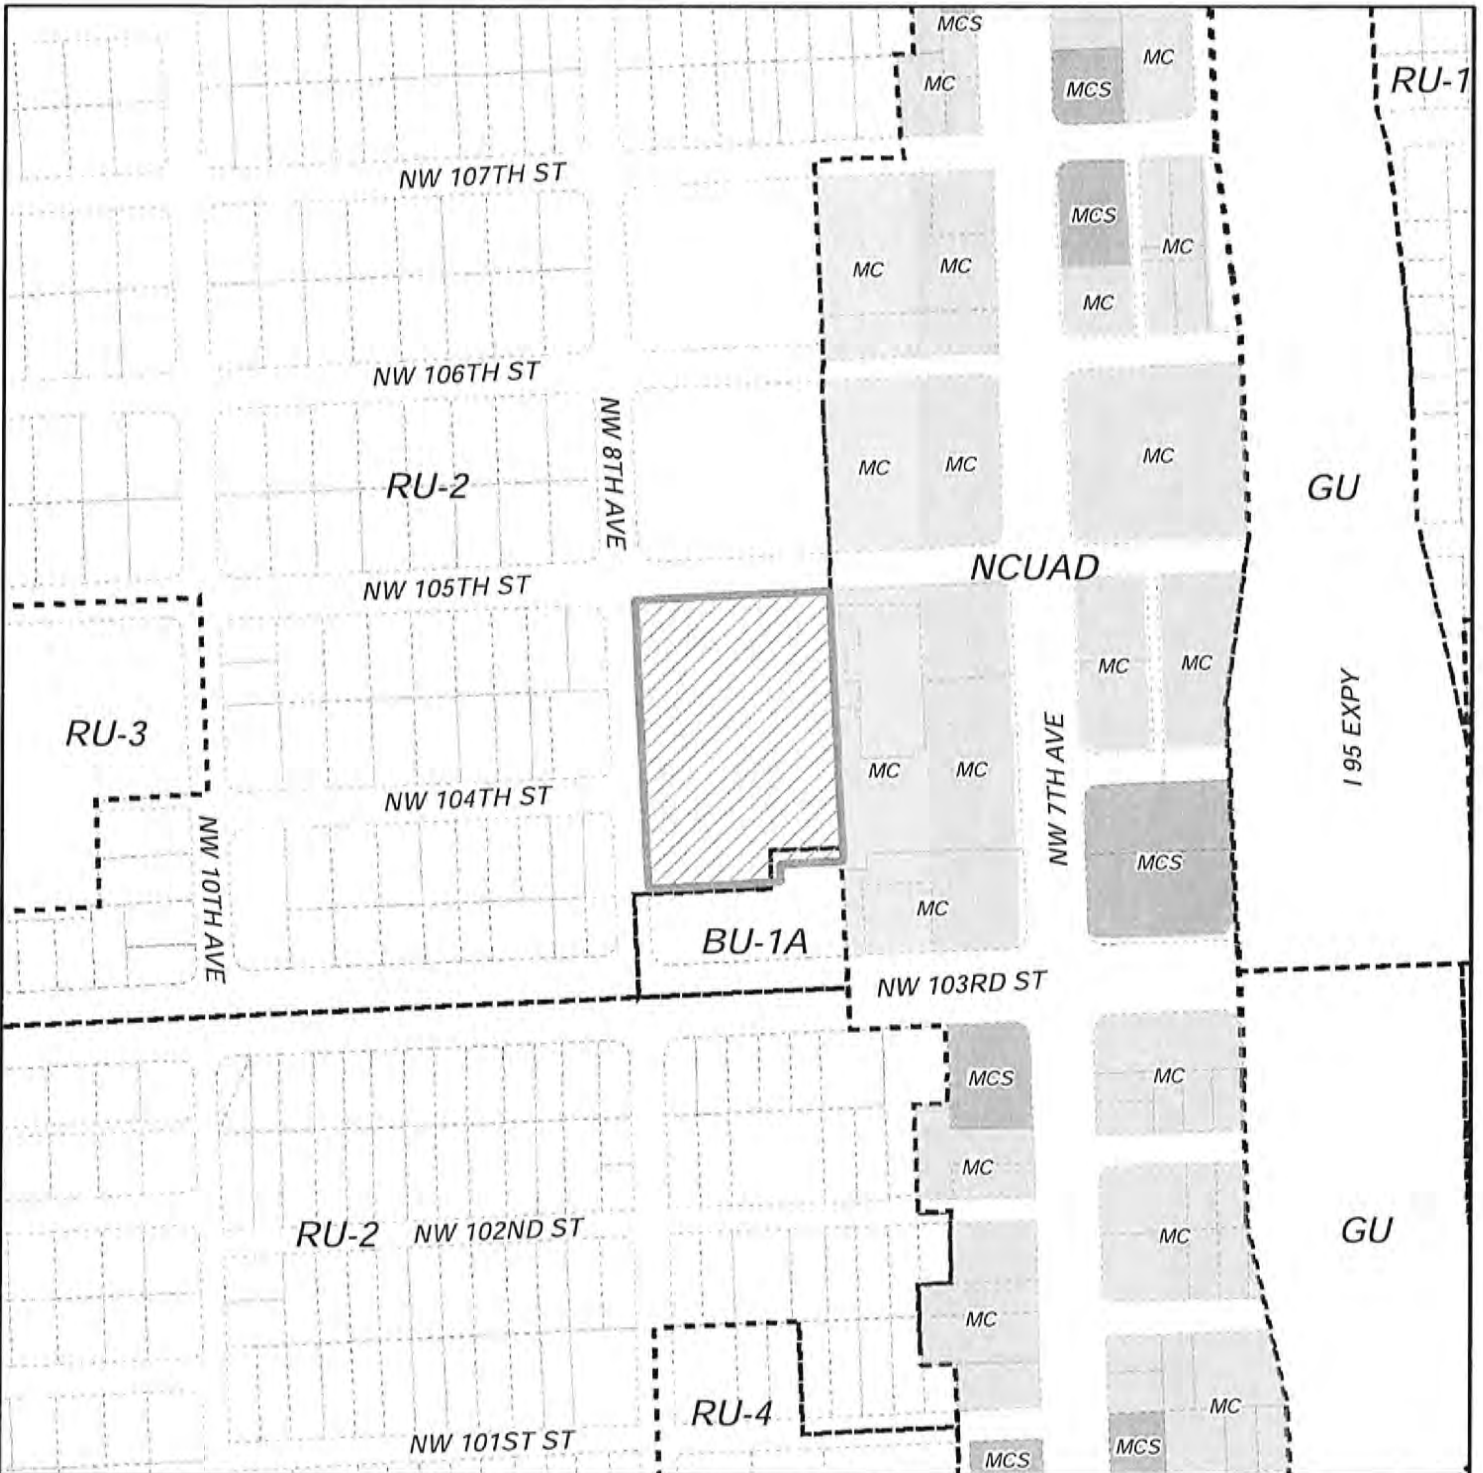 MCS
MC
MC
MCS
RU-1
NW 107TH ST
MCS
MC
MC
MC
MC
NW 106TH ST
NW 8TH AVE
RU-2
MC
MC
MC
GU
NCUAD
NW 105TH ST
MC
MC
RU-3
I 95 EXPY
NW 7TH AVE
MC
MC
NW 104TH ST
NW 10TH AVE
MCS
MC
BU-1A
NW 103RD ST
MCS
MC
MC
RU-2
NW 102ND ST
MC
GU
MC
RU-4
MC
NW 101ST ST
MCS
MCS